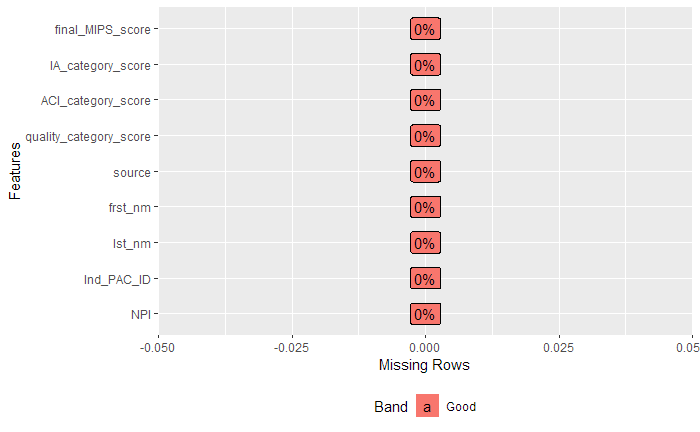 Features
final_MIPS_score 0%
IA_category_score 0%
ACI_category_score 0%
quality_category_score 0%
source 0%
frst_nm 0%
lst_nm 0%
Ind_PAC_ID 0%
NPI 0%
-0.050 -0.025 0.000 0.025 0.05
Missing Rows
Band a Good